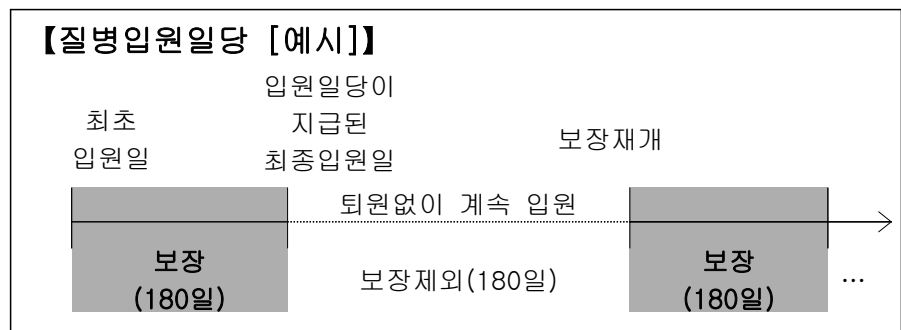 【질병입원일당 [예시]】
최초
입원일
입원일당이
지급된
최종입원일
보장재개
퇴원없이 계속 입원
보장
(180일)
보장제외(180일)
보장
(180일)
…